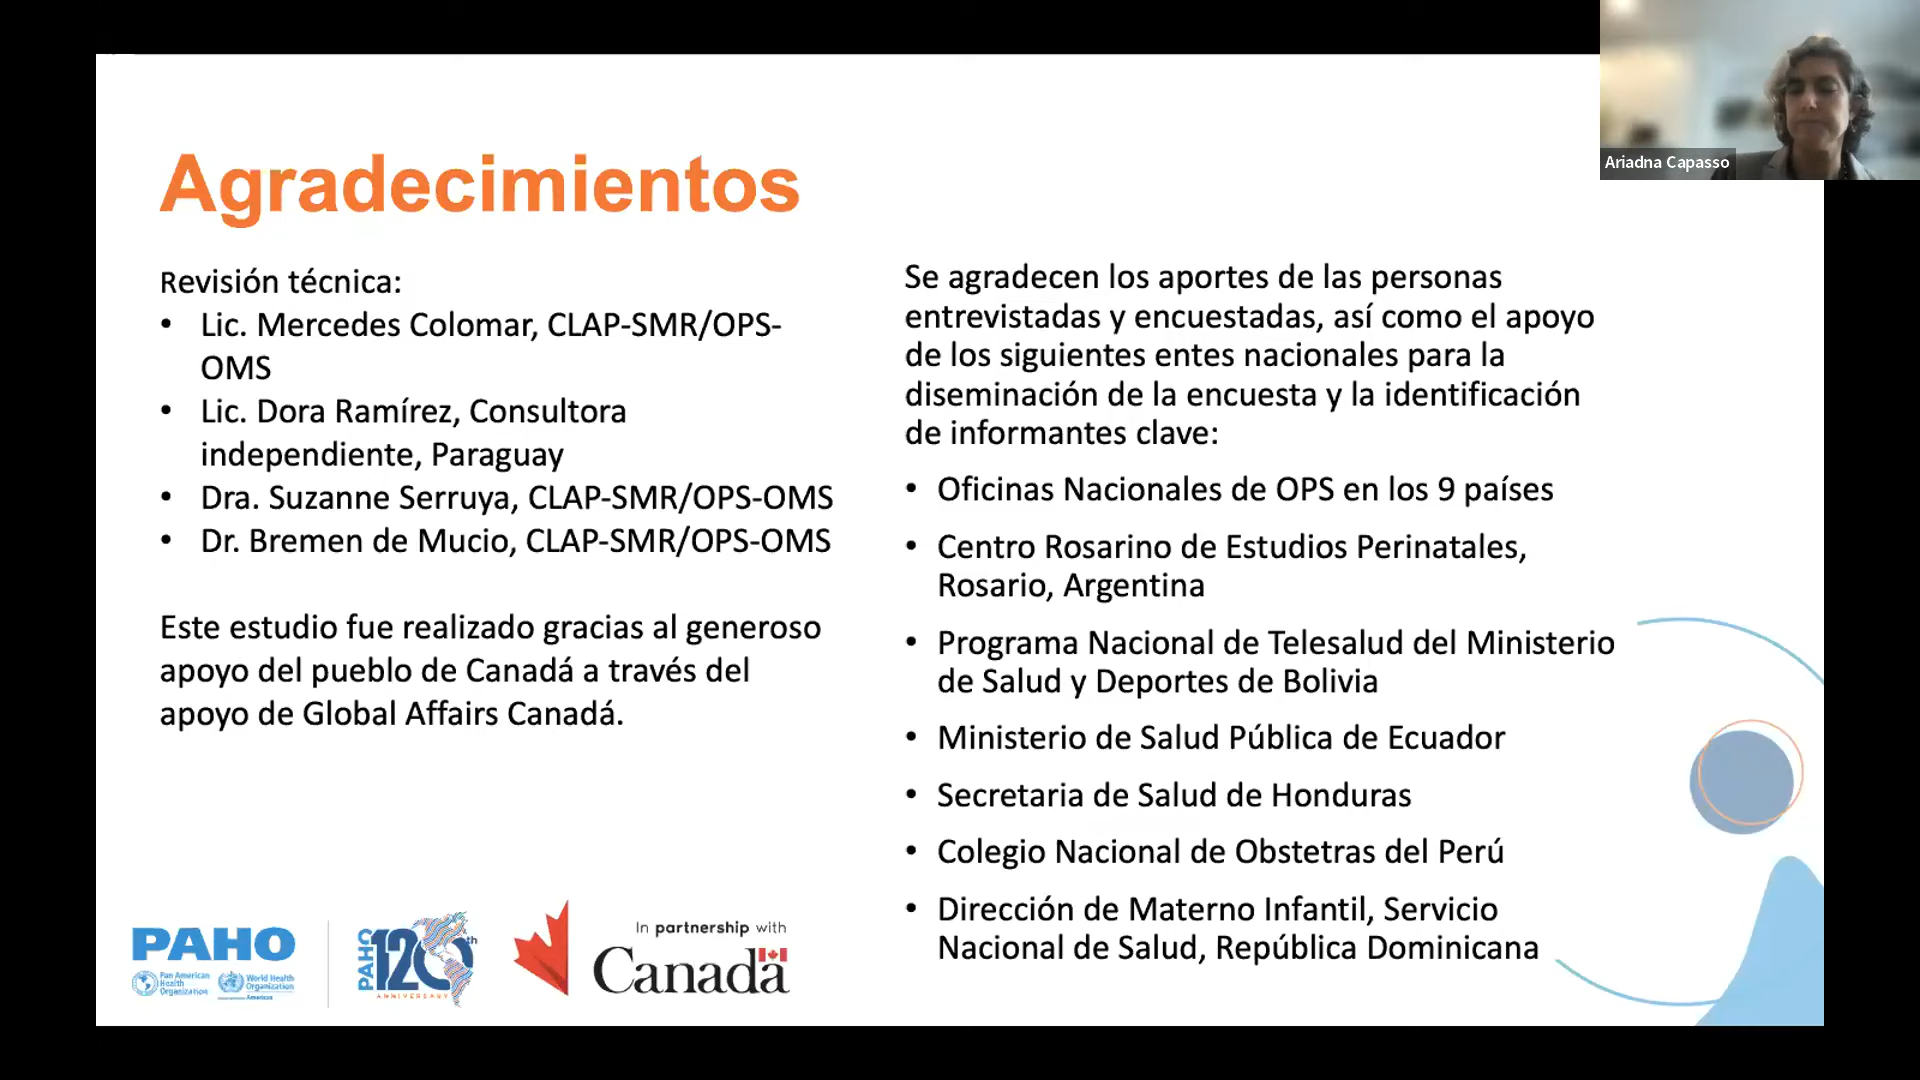 Ariadna Capasso
Agradecimientos
Revisión técnica:
• Lic. Mercedes Colomar, CLAP-SMR/OPS-
OMS
• Lic. Dora Ramírez, Consultora
independiente, Paraguay
• Dra. Suzanne Serruya, CLAP-SMR/OPS-OMS
• Dr. Bremen de Mucio, CLAP-SMR/OPS-OMS
Este estudio fue realizado gracias al generoso
apoyo del pueblo de Canadá a través del
apoyo de Global Affairs Canadá.
Se agradecen los aportes de las personas
entrevistadas y encuestadas, así como el apoyo
de los siguientes entes nacionales para la
diseminación de la encuesta y la identificación
de informantes clave:
• Oficinas Nacionales de OPS en los 9 países
• Centro Rosarino de Estudios Perinatales,
Rosario, Argentina
• Programa Nacional de Telesalud del Ministerio
de Salud y Deportes de Bolivia
• Ministerio de Salud Pública de Ecuador
• Secretaria de Salud de Honduras
• Colegio Nacional de Obstetras del Perú
• Dirección de Materno Infantil, Servicio
Nacional de Salud, República Dominicana
PAHO
Pan American
Health
Organization
World Health
Organization
Americas
PAHO
120th
ANNIVERSARY
In partnership with
Canada